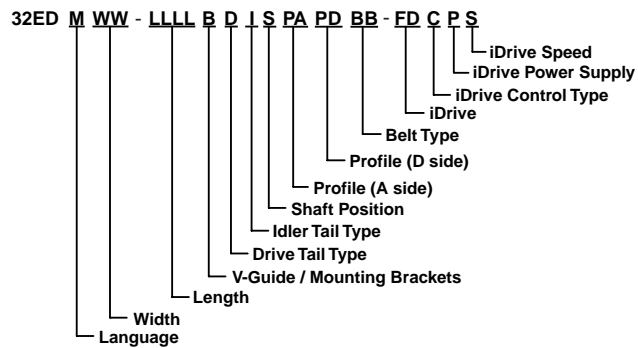 32ED M WW - LLLL B D I S PA PD BB - FD C P S
iDrive Speed
iDrive Power Supply
iDrive Control Type
iDrive
Belt Type
Profile (D side)
Profile (A side)
Shaft Position
Idler Tail Type
Drive Tail Type
V-Guide / Mounting Brackets
Length
Width
Language